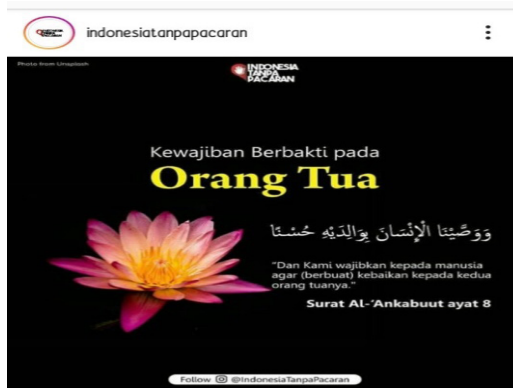 indonesiatanpapacaran
Photo from Unsplash
INDONESIA
TANPA
PACARAN
Kewajiban Berbakti pada
Orang Tua
وَوَصَّيْنَا الْاِنْسَانَ بِوَالِدَيْهِ حُسْنًا
"Dan Kami wajibkan kepada manusia
agar (berbuat) kebaikan kepada kedua
orang tuanya."
Surat Al-'Ankabuut ayat 8
Follow @IndonesiaTanpaPacaran